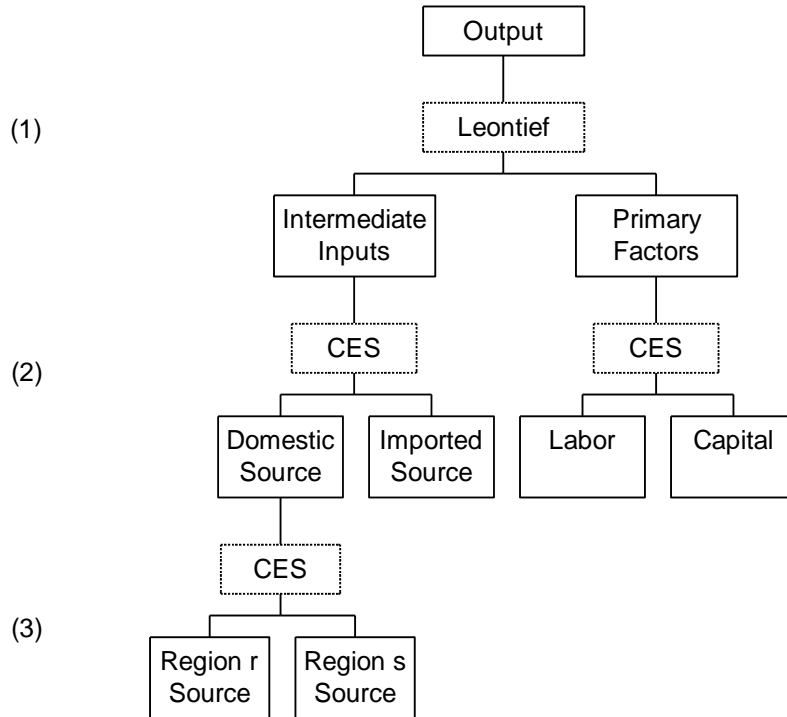 Output
(1)
Leontief
Intermediate
Inputs
Primary
Factors
(2)
CES
CES
Domestic
Source
Imported
Source
Labor
Capital
CES
(3)
Region r
Source
Region s
Source